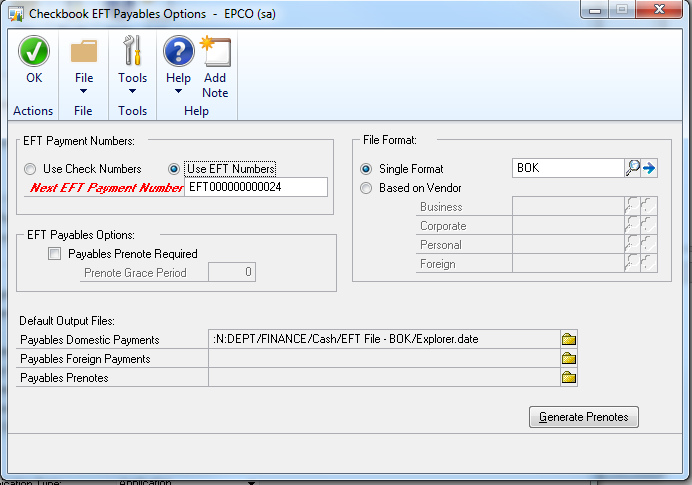 Checkbook EFT Payables Options - EPCO (sa)
OK File Tools Help Add Note
Actions File Tools Help
EFT Payment Numbers:
Use Check Numbers Use EFT Numbers
Next EFT Payment Number EFT000000000024
EFT Payables Options:
Payables Prenote Required
Prenote Grace Period 0
File Format:
Single Format BOK
Based on Vendor
Business
Corporate
Personal
Foreign
Default Output Files:
Payables Domestic Payments :N:DEPT/FINANCE/Cash/EFT File - BOK/Explorer.date
Payables Foreign Payments
Payables Prenotes
Generate Prenotes
Application